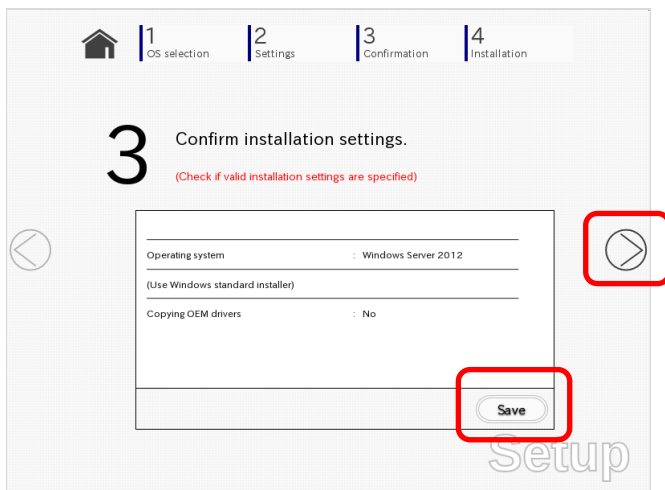 1 2 3 4
OS selection Settings Confirmation Installation
3 Confirm installation settings.
(Check if valid installation settings are specified)
Operating system : Windows Server 2012
(Use Windows standard installer)
Copying OEM drivers : No
Save
Setup